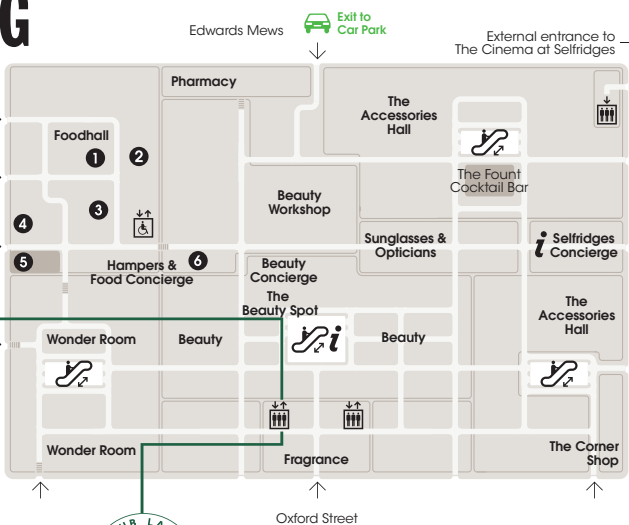 G
Edwards Mews
Exit to
Car Park
External entrance to
The Cinema at Selfridges
Pharmacy
The
Accessories
Hall
Foodhall
1
2
The Fount
Cocktail Bar
Beauty
Workshop
3
4
Sunglasses &
Opticians
i
Selfridges
Concierge
5
Hampers &
Food Concierge
6
Beauty
Concierge
The
Beauty Spot
The
Accessories
Hall
Wonder Room
Beauty
i
Beauty
Wonder Room
Fragrance
The Corner
Shop
Oxford Street